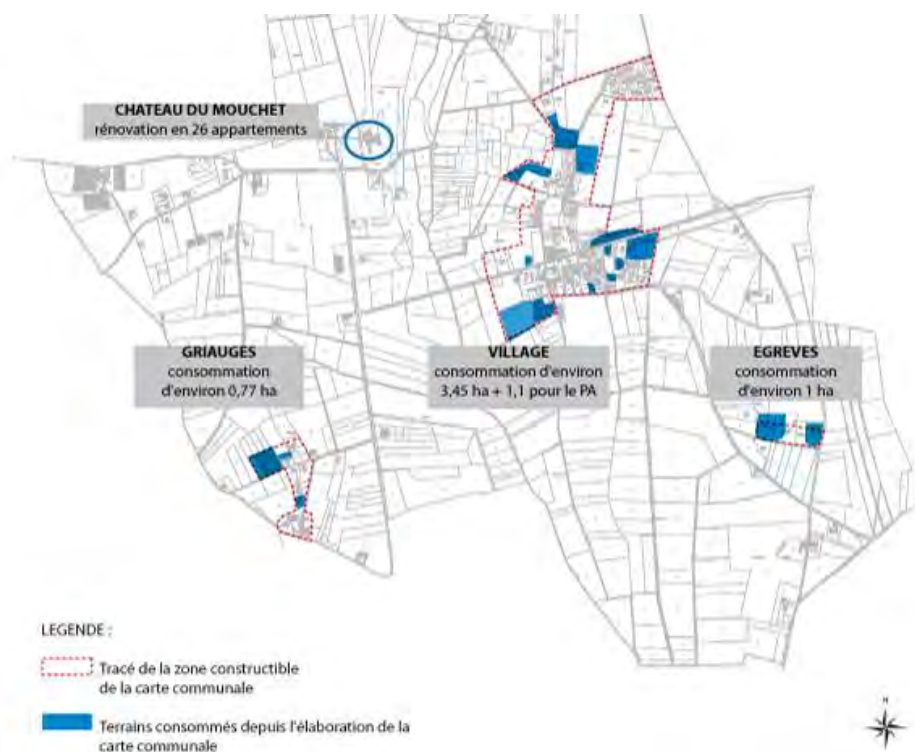 CHATEAU DU MOUCHET
rénovation en 26 appartements
GRIAUGES
consommation
d'environ 0,77 ha
VILLAGE
consommation d'environ
3,45 ha + 1,1 pour le PA
EGREVES
consommation
d'environ 1 ha
LEGENDE :
Tracé de la zone constructible
de la carte communale
Terrains consommés depuis l'élaboration de la
carte communale
N